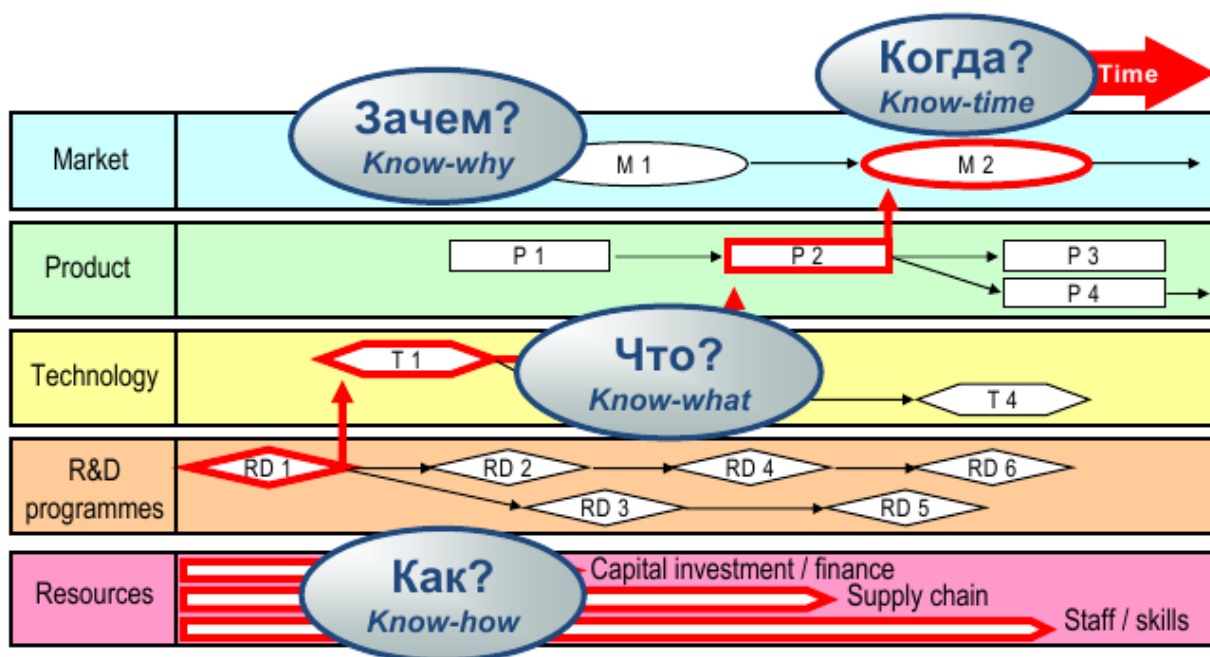 Когда?
Know-time
Time
Зачем?
Know-why
Market
M 1
M 2
Product
P 1
P 2
P 3
P 4
Technology
T 1
Что?
Know-what
T 4
R&D
programmes
RD 1
RD 2
RD 4
RD 6
RD 3
RD 5
Resources
Как?
Know-how
Capital investment / finance
Supply chain
Staff / skills